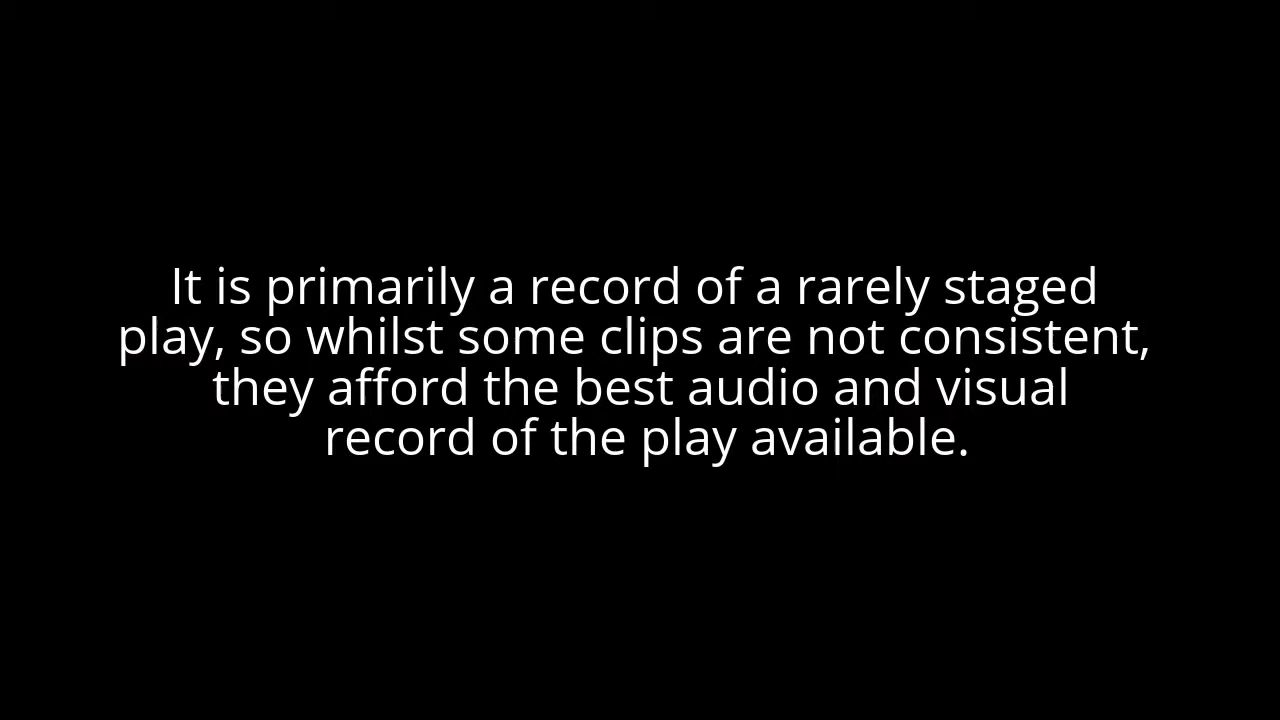 It is primarily a record of a rarely staged
play, so whilst some clips are not consistent,
they afford the best audio and visual
record of the play available.